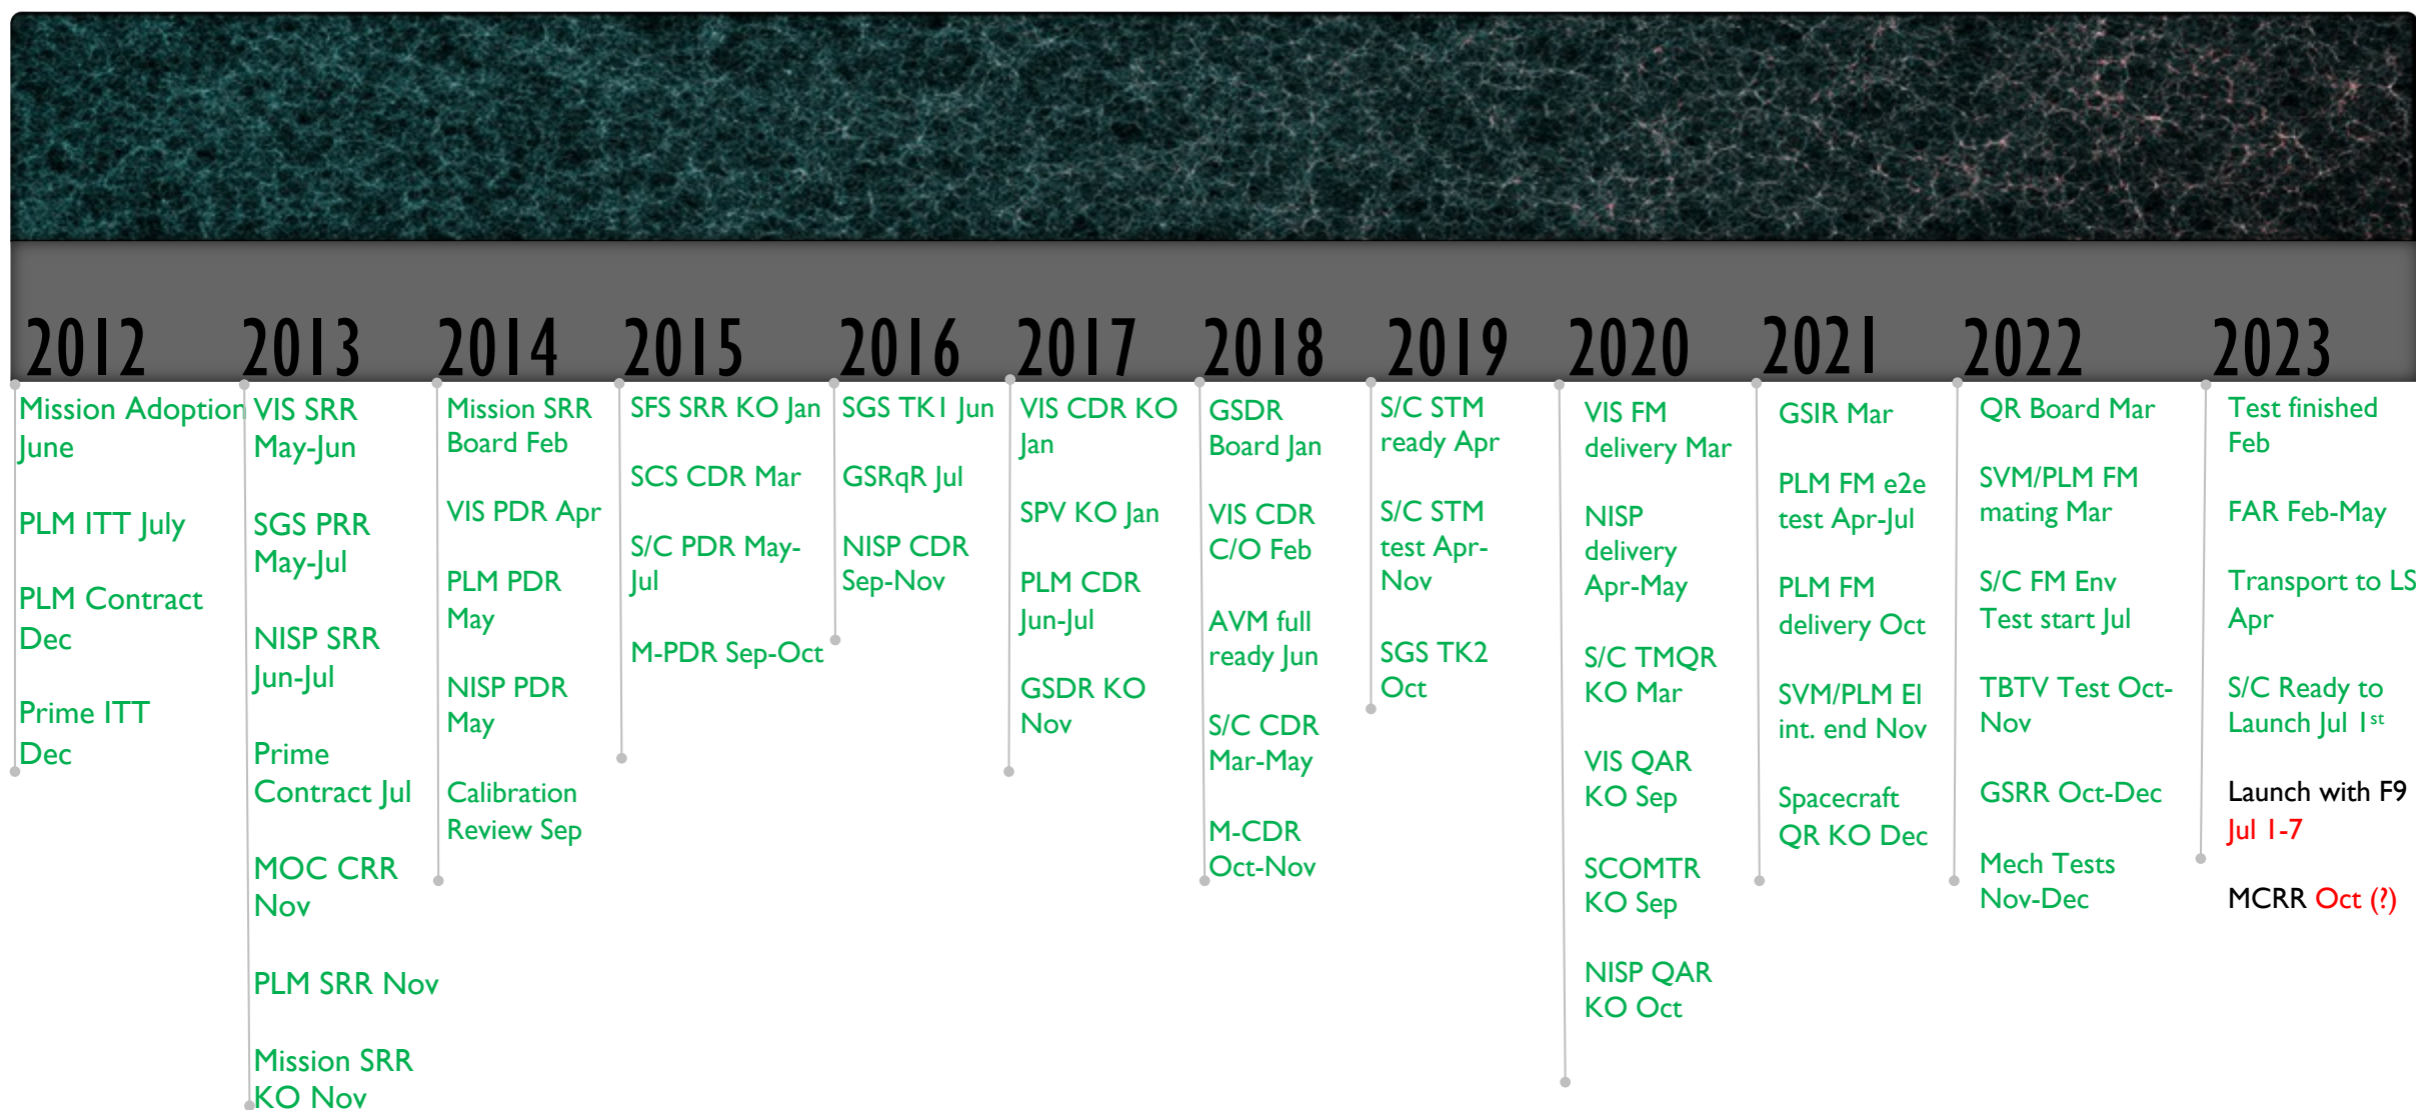 2012
Mission Adoption
June
PLM ITT July
PLM Contract
Dec
Prime ITT
Dec
2013
VIS SRR
May-Jun
SGS PRR
May-Jul
NISP SRR
Jun-Jul
Prime
Contract Jul
MOC CRR
Nov
PLM SRR Nov
Mission SRR
KO Nov
2014
Mission SRR
Board Feb
VIS PDR Apr
PLM PDR
May
NISP PDR
May
Calibration
Review Sep
2015
SFS SRR KO Jan
SCS CDR Mar
S/C PDR May-
Jul
M-PDR Sep-Oct
2016
SGS TK1 Jun
GSRqR Jul
NISP CDR
Sep-Nov
2017
VIS CDR KO
Jan
SPV KO Jan
PLM CDR
Jun-Jul
GSDR KO
Nov
2018
GSDR
Board Jan
VIS CDR
C/O Feb
AVM full
ready Jun
S/C CDR
Mar-May
M-CDR
Oct-Nov
2019
S/C STM
ready Apr
S/C STM
test Apr-
Nov
SGS TK2
Oct
2020
VIS FM
delivery Mar
NISP
delivery
Apr-May
S/C TMQR
KO Mar
VIS QAR
KO Sep
SCOMTR
KO Sep
NISP QAR
KO Oct
2021
GSIR Mar
PLM FM e2e
test Apr-Jul
PLM FM
delivery Oct
SVM/PLM EI
int. end Nov
Spacecraft
QR KO Dec
2022
QR Board Mar
SVM/PLM FM
mating Mar
S/C FM Env
Test start Jul
TBTV Test Oct-
Nov
GSRR Oct-Dec
Mech Tests
Nov-Dec
2023
Test finished
Feb
FAR Feb-May
Transport to LS
Apr
S/C Ready to
Launch Jul 1st
Launch with F9
Jul 1-7
MCRR Oct (?)